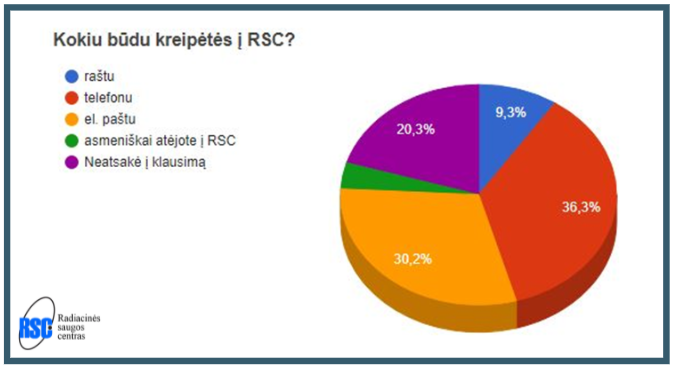 Kokiu būdu kreipėtės į RSC?
raštu
telefonu
el. paštu
asmeniškai atėjote į RSC
Neatsakė į klausimą
9,3%
36,3%
30,2%
20,3%
RSC
Radiacinės
saugos
centras